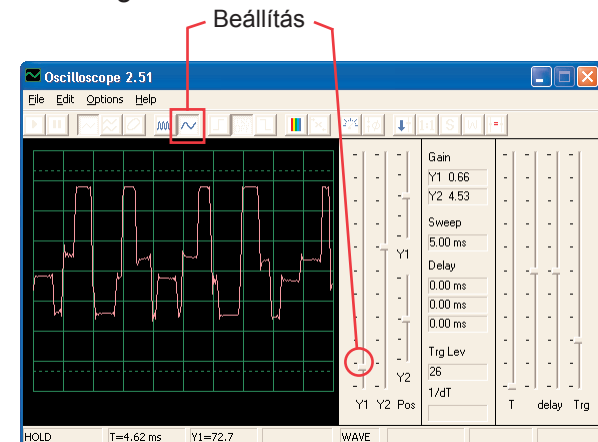 Beállítás
Oscilloscope 2.51
File Edit Options Help
Gain
Y1 0.66
Y2 4.53
Sweep
5.00 ms
Y1
Delay
0.00 ms
0.00 ms
0.00 ms
Trg Lev
26
Y2
1/dT
Y1 Y2 Pos T delay Trg
HOLD T=4.62 ms Y1=72.7 WAVE